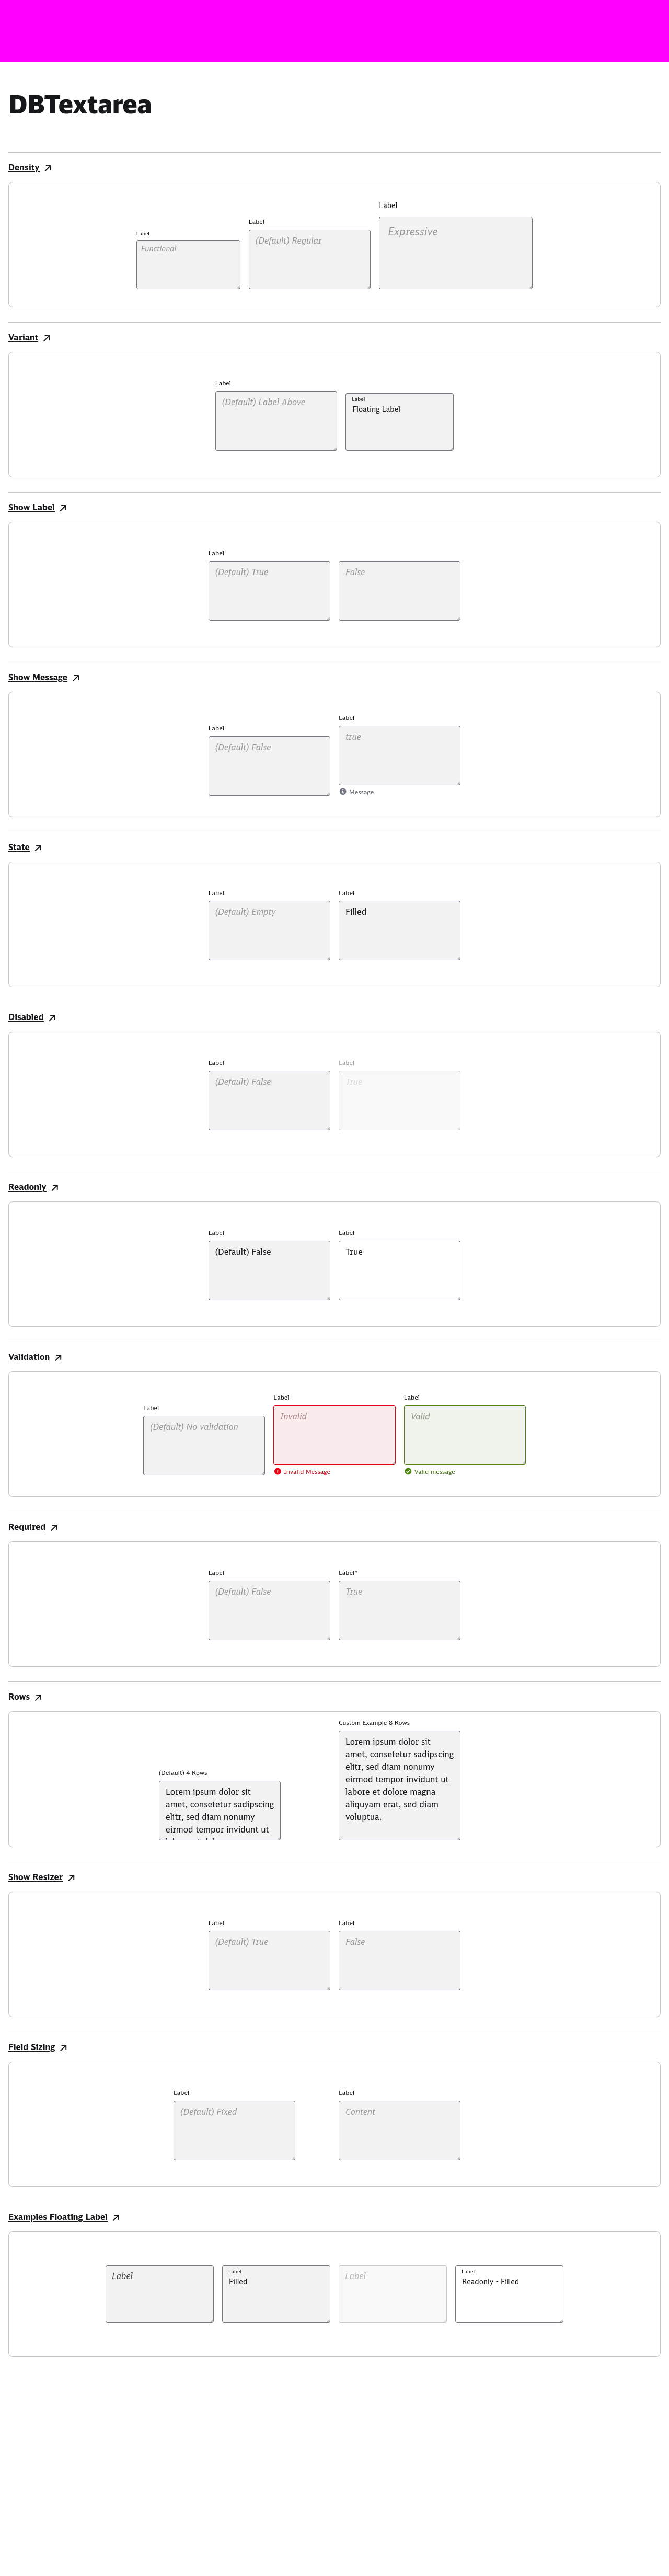 DBTextarea
Density
Label
Functional
Label
(Default) Regular
Label
Expressive
Variant
Label
(Default) Label Above
Label
Floating Label
Show Label
Label
(Default) True
False
Show Message
Label
(Default) False
Label
true
Message
State
Label
(Default) Empty
Label
Filled
Disabled
Label
(Default) False
Label
True
Readonly
Label
(Default) False
Label
True
Validation
Label
(Default) No validation
Label
Invalid
Invalid Message
Label
Valid
Valid message
Required
Label
(Default) False
Label*
True
Rows
(Default) 4 Rows
Lorem ipsum dolor sit
amet, consetetur sadipscing
elitr, sed diam nonumy
eirmod tempor invidunt ut
Custom Example 8 Rows
Lorem ipsum dolor sit
amet, consetetur sadipscing
elitr, sed diam nonumy
eirmod tempor invidunt ut
labore et dolore magna
aliquyam erat, sed diam
voluptua.
Show Resizer
Label
(Default) True
Label
False
Field Sizing
Label
(Default) Fixed
Label
Content
Examples Floating Label
Label
Label
Filled
Label
Label
Readonly - Filled